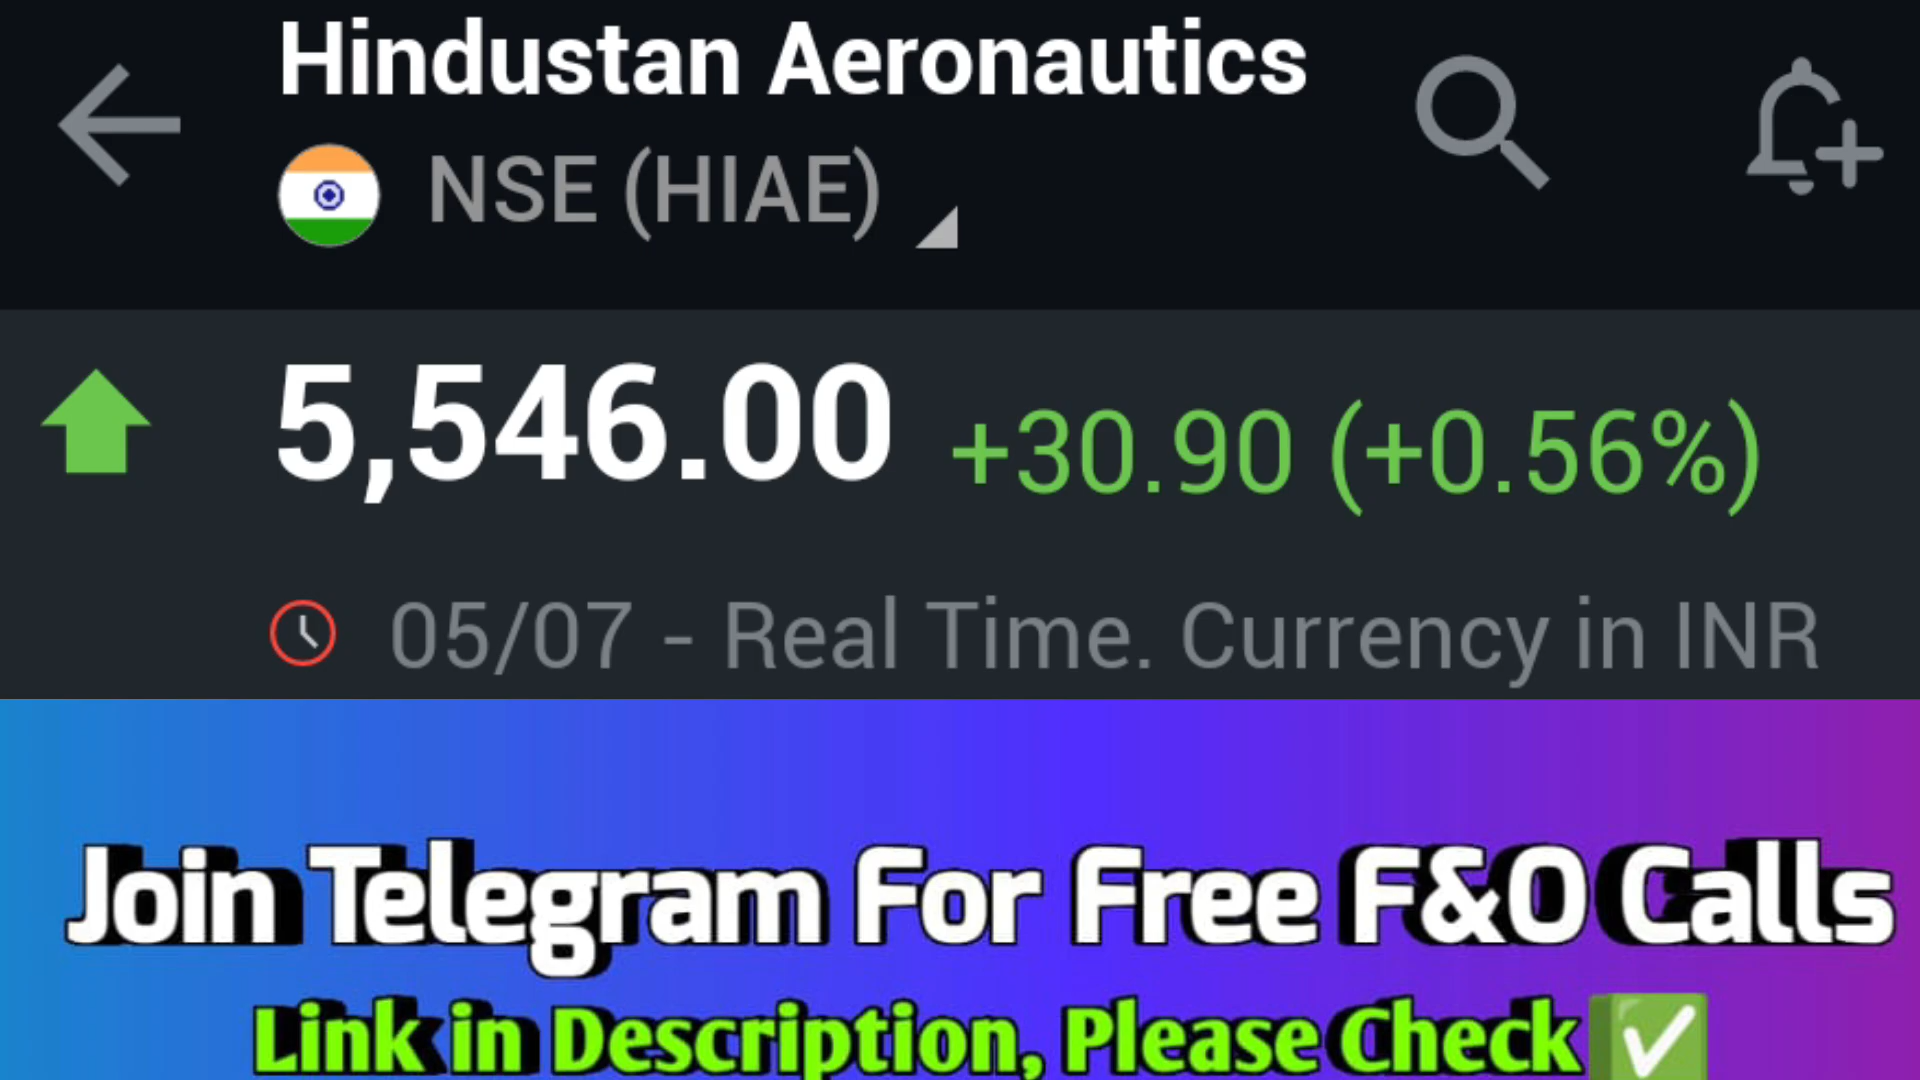 Hindustan Aeronautics
NSE (HIAE)
5,546.00 +30.90 (+0.56%)
05/07 - Real Time. Currency in INR
Join Telegram For Free F&O Calls
Link in Description, Please Check ✅